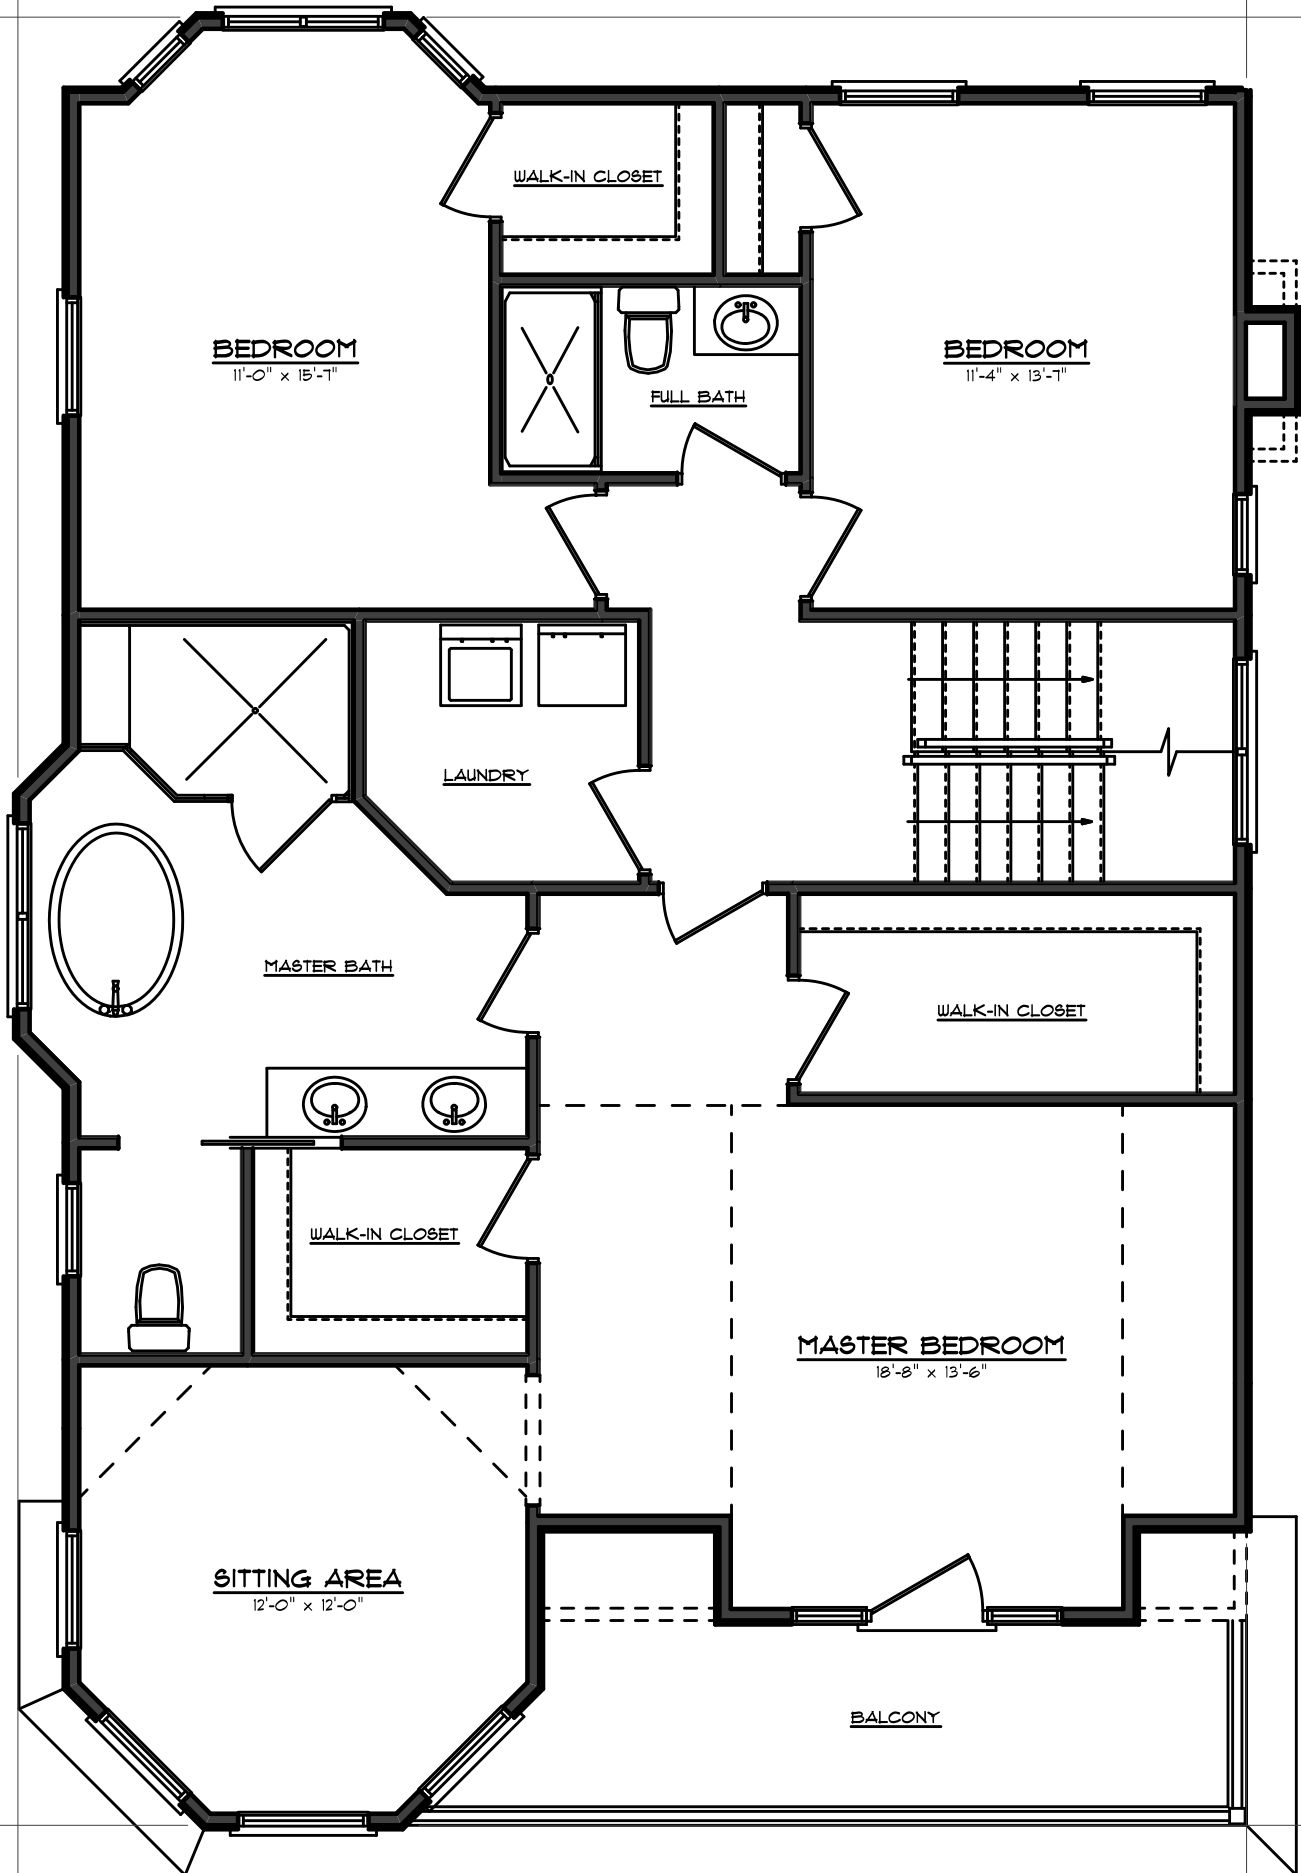 WALK-IN CLOSET
BEDROOM
11'-0" x 15'-7"
BEDROOM
11'-4" x 13'-7"
FULL BATH
LAUNDRY
MASTER BATH
WALK-IN CLOSET
WALK-IN CLOSET
MASTER BEDROOM
18'-8" x 13'-6"
SITTING AREA
12'-0" x 12'-0"
BALCONY